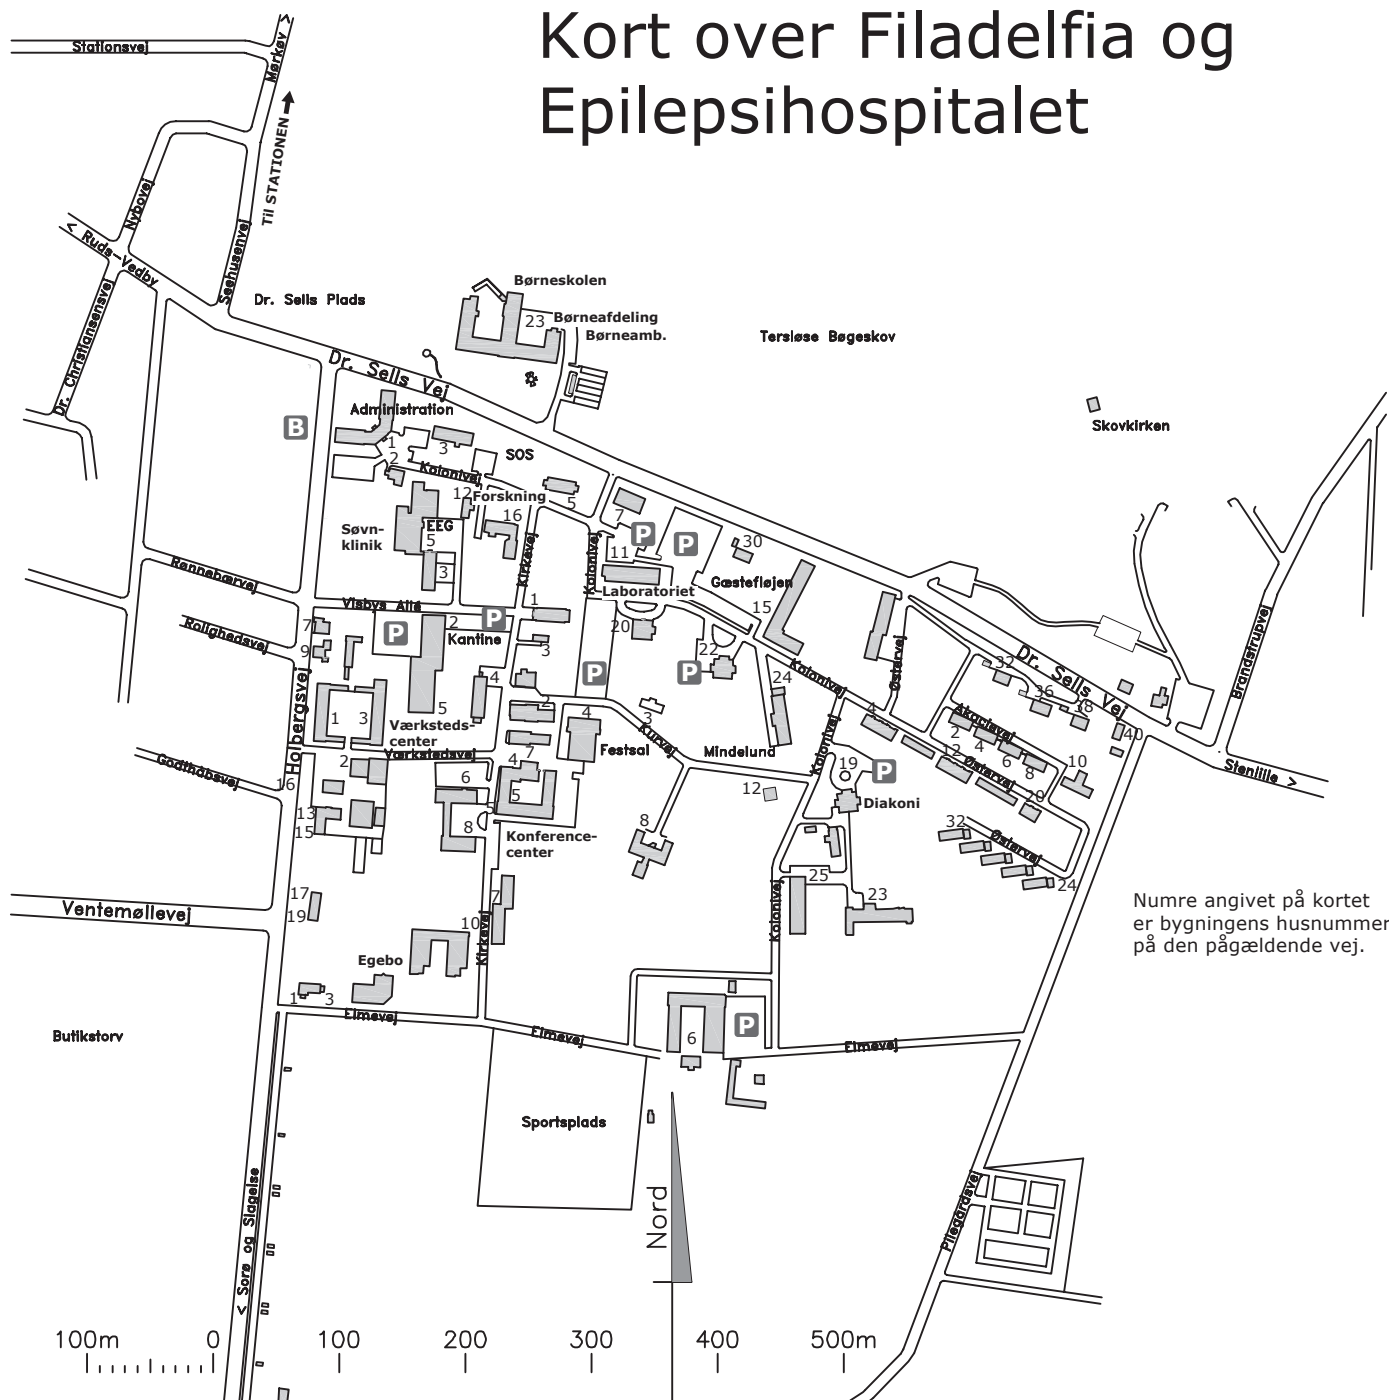 Kort over Filadelfia og
Epilepsihospitalet
Stationsvej
Mørkøv >
Til STATIONEN
Nybovej
< Ruds-Vedby
Seehusenvej
Dr. Christiansensvej
Dr. Sells Plads
Børneskolen
23
Børneafdeling
Børneamb.
Tersløse Bøgeskov
Dr. Sells Vej
Administration
B
1
3
2
SOS
Kolonivej
Skovkirken
12
Forskning
5
16
7
EEG
Søvn-
klinik
5
P
P
30
11
Kirkevej
Kolonivej
3
Rønnebærvej
Gæstefløjen
Laboratoriet
15
Visbys Allé
1
7
P
2
P
Kantine
20
Rolighedsvej
9
3
22
P
P
Østervej
Kolonivej
32
Dr. Sells Vej
Brandstrupvej
Holbergsvej
4
24
36
38
2
4
3
4
Akacievej
1
3
5
Værksteds-
center
Kurvej
2
4
40
Festsal
Mindelund
Kolonivej
12
6
Værkstedsvej
7
Østervej
8
10
Godthåbsvej
2
4
19
P
Stenlille >
16
6
5
12
20
Diakoni
13
5
15
8
Konference-
center
8
32
Østervej
25
24
17
7
23
Ventemøllevej
19
10
Kirkevej
Kolonivej
Numre angivet på kortet
er bygningens husnummer
på den pågældende vej.
Egebo
1
3
Elmevej
Elmevej
6
P
Elmevej
Butikstorv
Sportsplads
Pilegårdsvej
Nord
< Sorø og Slagelse
100m 0 100 200 300 400 500m